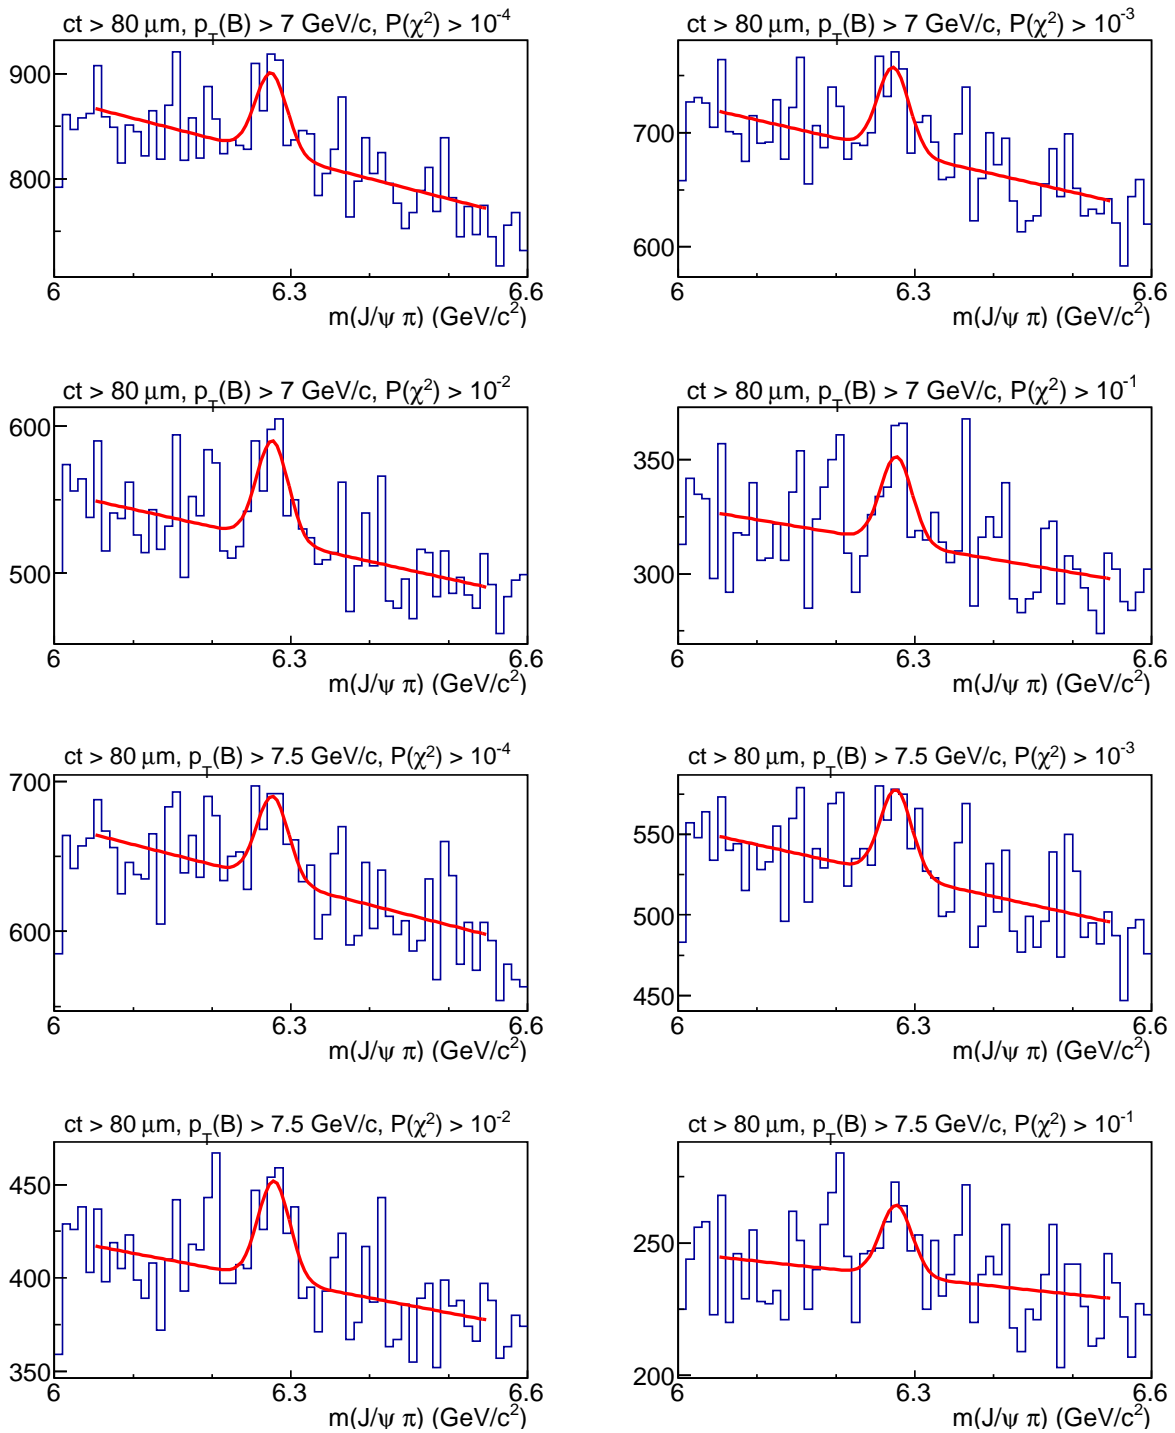 ct > 80 μm, p_T(B) > 7 GeV/c, P(χ²) > 10⁻⁴
900
800
6 6.3 6.6
m(J/ψ π) (GeV/c²)
ct > 80 μm, p_T(B) > 7 GeV/c, P(χ²) > 10⁻³
700
600
6 6.3 6.6
m(J/ψ π) (GeV/c²)
ct > 80 μm, p_T(B) > 7 GeV/c, P(χ²) > 10⁻²
600
500
6 6.3 6.6
m(J/ψ π) (GeV/c²)
ct > 80 μm, p_T(B) > 7 GeV/c, P(χ²) > 10⁻¹
350
300
6 6.3 6.6
m(J/ψ π) (GeV/c²)
ct > 80 μm, p_T(B) > 7.5 GeV/c, P(χ²) > 10⁻⁴
700
600
6 6.3 6.6
m(J/ψ π) (GeV/c²)
ct > 80 μm, p_T(B) > 7.5 GeV/c, P(χ²) > 10⁻³
550
500
450
6 6.3 6.6
m(J/ψ π) (GeV/c²)
ct > 80 μm, p_T(B) > 7.5 GeV/c, P(χ²) > 10⁻²
450
400
350
6 6.3 6.6
m(J/ψ π) (GeV/c²)
ct > 80 μm, p_T(B) > 7.5 GeV/c, P(χ²) > 10⁻¹
250
200
6 6.3 6.6
m(J/ψ π) (GeV/c²)